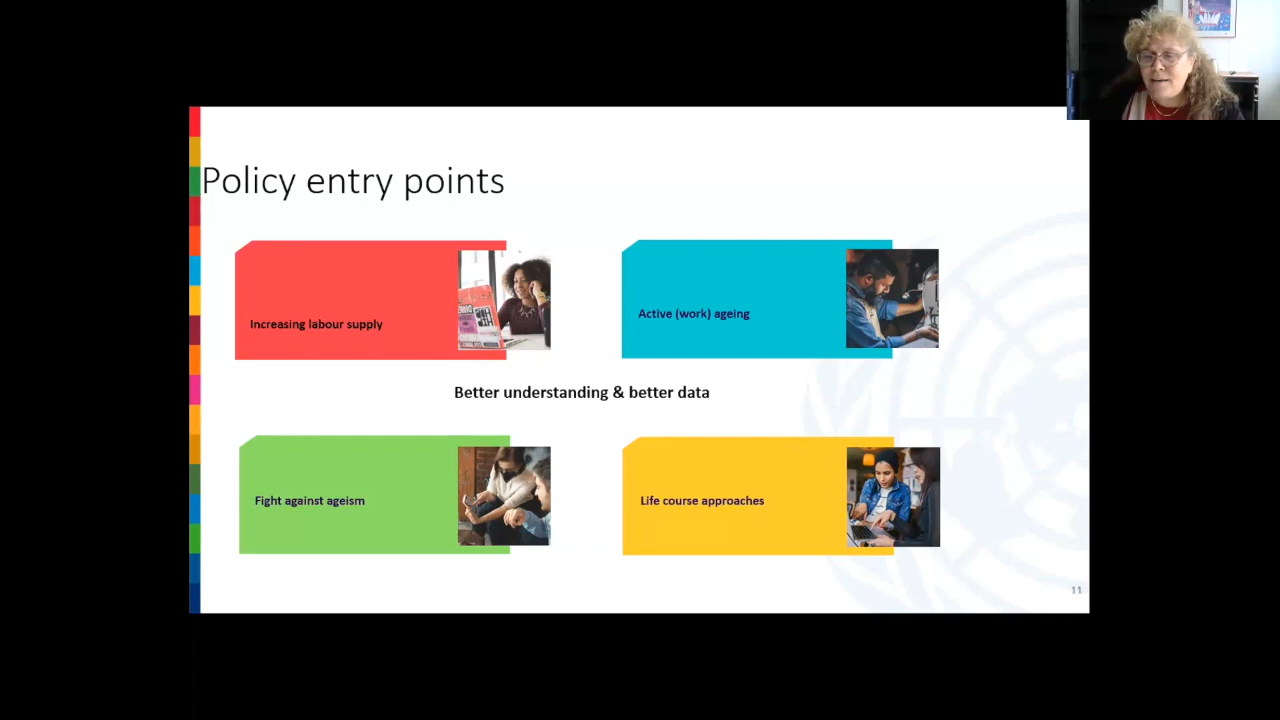 Policy entry points
Increasing labour supply
Active (work) ageing
Better understanding & better data
Fight against ageism
Life course approaches
11